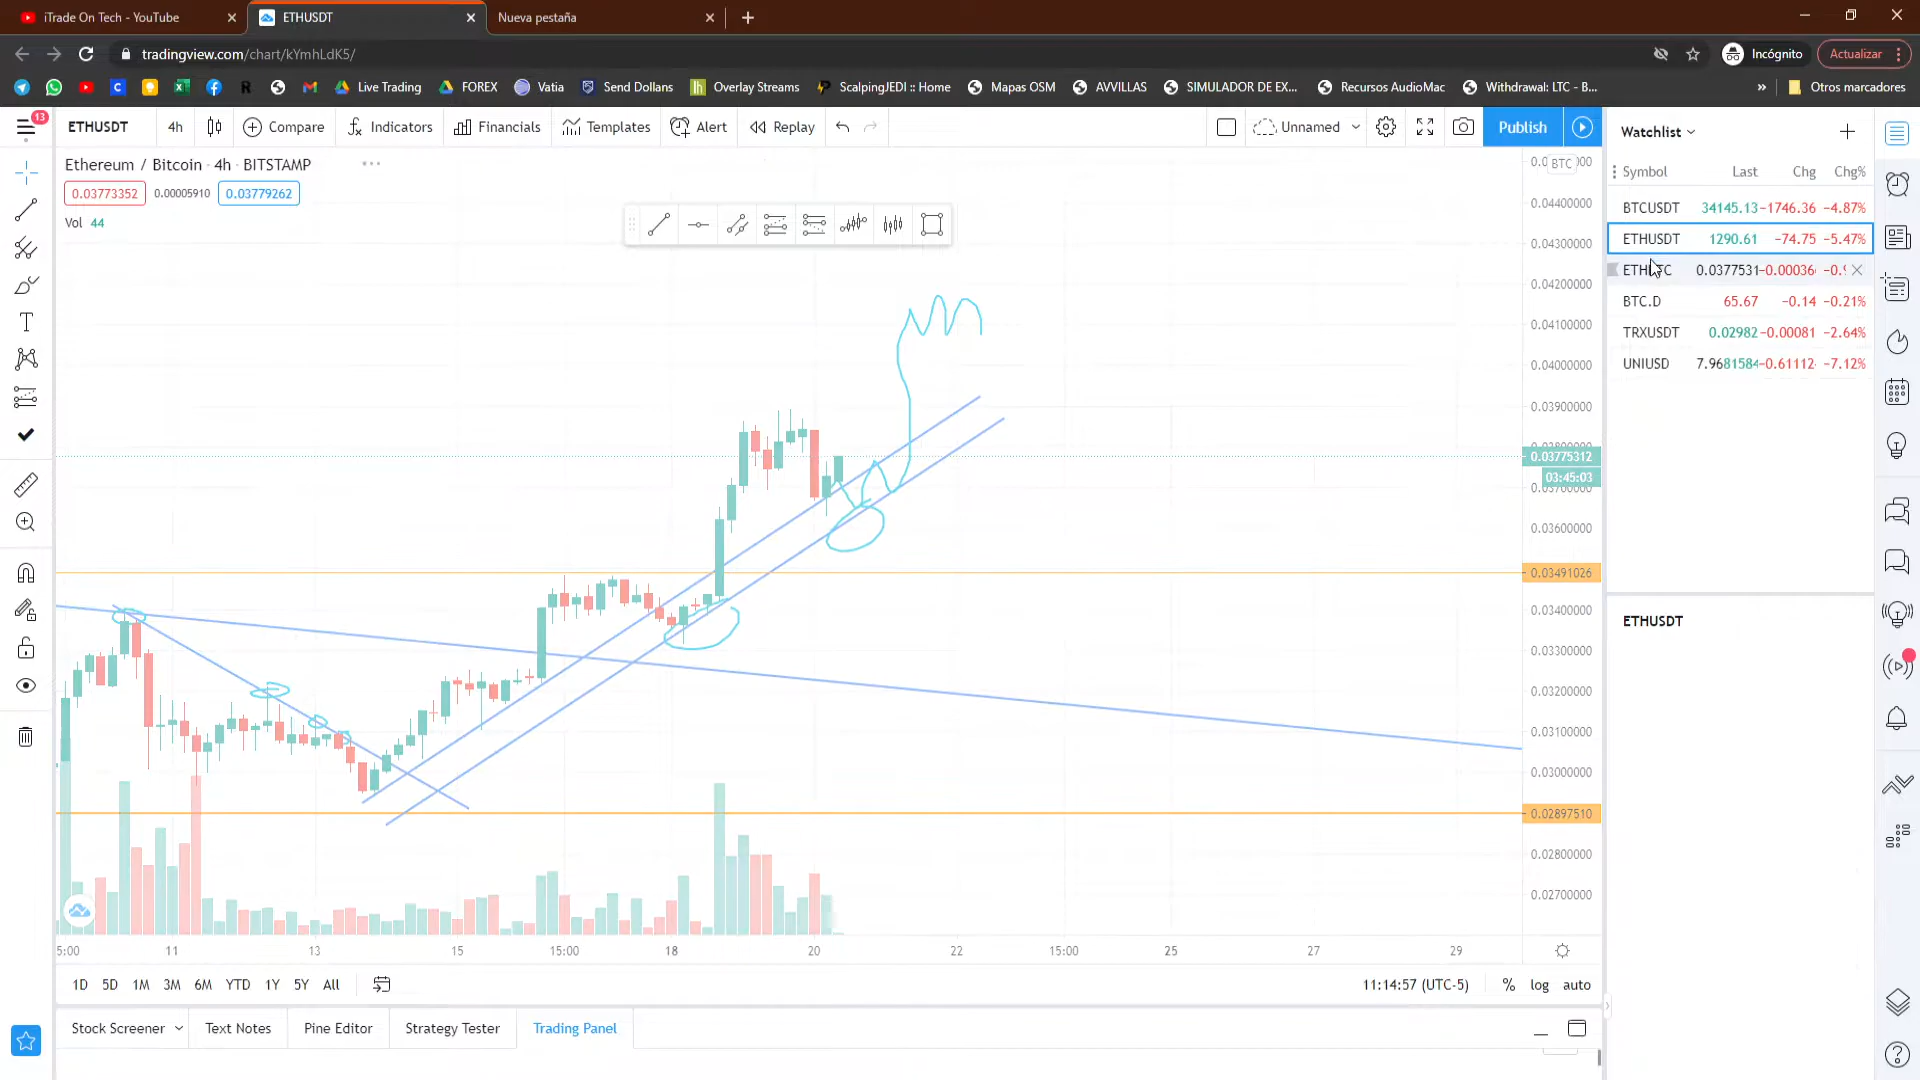 iTrade On Tech - YouTube
ETHUSDT
Nueva pestaña
tradingview.com/chart/kYmhLdK5/
Incógnito
Actualizar
Live Trading
FOREX
Vatia
Send Dollans
Overlay Streams
ScalpingJEDI :: Home
Mapas OSM
AVVILLAS
SIMULADOR DE EX...
Recursos AudioMac
Withdrawal: LTC - B...
»
Otros marcadores
13
ETHUSDT
4h
Compare
Indicators
Financials
Templates
Alert
Replay
Unnamed
Publish
Watchlist
Ethereum / Bitcoin · 4h · BITSTAMP
0.03773352
0.00005910
0.03779262
Vol 44
BTC
Symbol Last Chg Chg%
BTCUSDT 34145.13 -1746.36 -4.87%
ETHUSDT 1290.61 -74.75 -5.47%
0.0377531 -0.00036
BTC.D 65.67 -0.14 -0.21%
TRXUSDT 0.02982 -0.00081 -2.64%
UNIUSD 7.9681584 -0.61112 -7.12%
ETHUSDT
0.04400000
0.04300000
0.04200000
0.04100000
0.04000000
0.03900000
0.03775312
03:45:03
0.03600000
0.03491026
0.03400000
0.03300000
0.03200000
0.03100000
0.03000000
0.02897510
0.02800000
0.02700000
5:00 11 13 15 15:00 18 20 22 15:00 25 27 29
1D 5D 1M 3M 6M YTD 1Y 5Y All
11:14:57 (UTC-5)
% log auto
Stock Screener
Text Notes
Pine Editor
Strategy Tester
Trading Panel